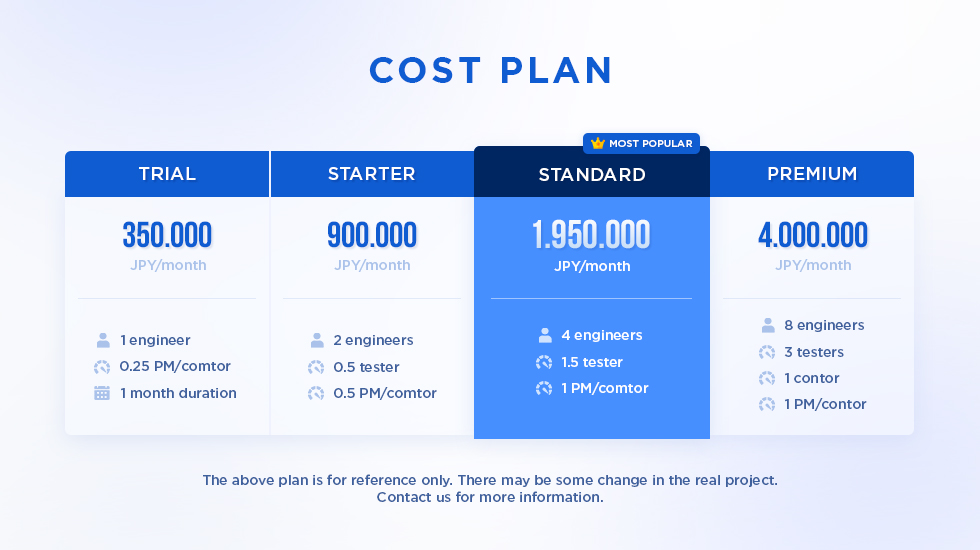 COST PLAN
MOST POPULAR
TRIAL
350.000
JPY/month
1 engineer
0.25 PM/comtor
1 month duration
STARTER
900.000
JPY/month
2 engineers
0.5 tester
0.5 PM/comtor
STANDARD
1.950.000
JPY/month
4 engineers
1.5 tester
1 PM/comtor
PREMIUM
4.000.000
JPY/month
8 engineers
3 testers
1 contor
1 PM/contor
The above plan is for reference only. There may be some change in the real project.
Contact us for more information.